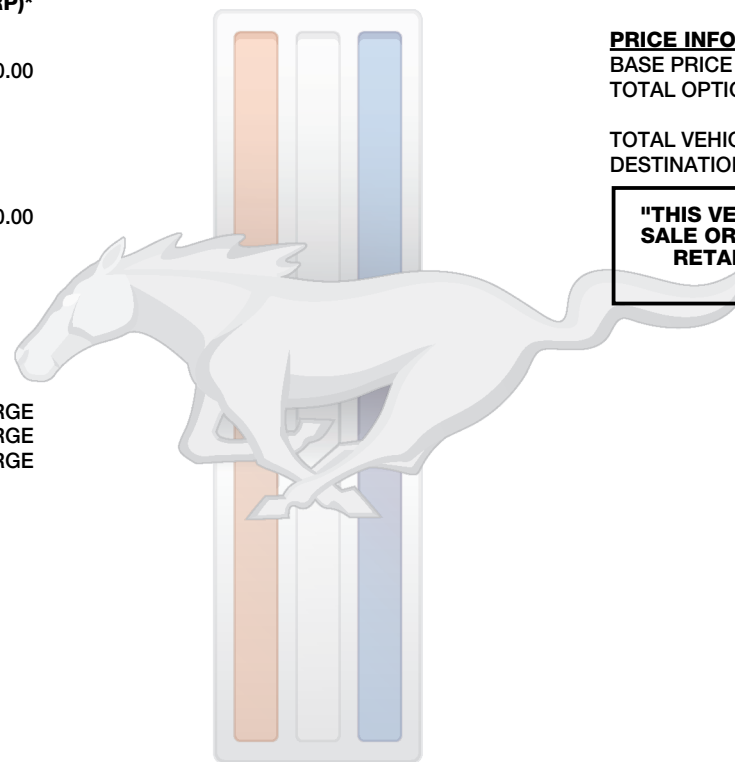 RP)*
0.00
0.00
RGE
RGE
RGE
PRICE INFO
BASE PRICE
TOTAL OPTIO
TOTAL VEHIC
DESTINATION
"THIS VE
SALE OR
RETAI